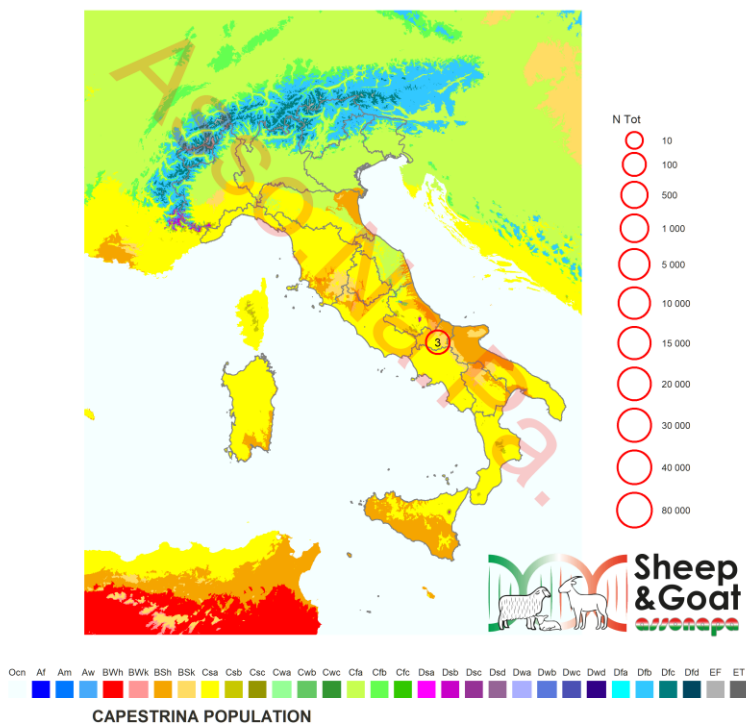 Asso.Na.Pa.
N Tot
10
100
500
1 000
5 000
10 000
15 000
20 000
30 000
40 000
80 000
3
Sheep
&Goat
assonapa
Ocn Af Am Aw BWh BWk BSh BSk Csa Csb Csc Cwa Cwb Cwc Cfa Cfb Cfc Dsa Dsb Dsc Dsd Dwa Dwb Dwc Dwd Dfa Dfb Dfc Dfd EF ET
CAPESTRINA POPULATION